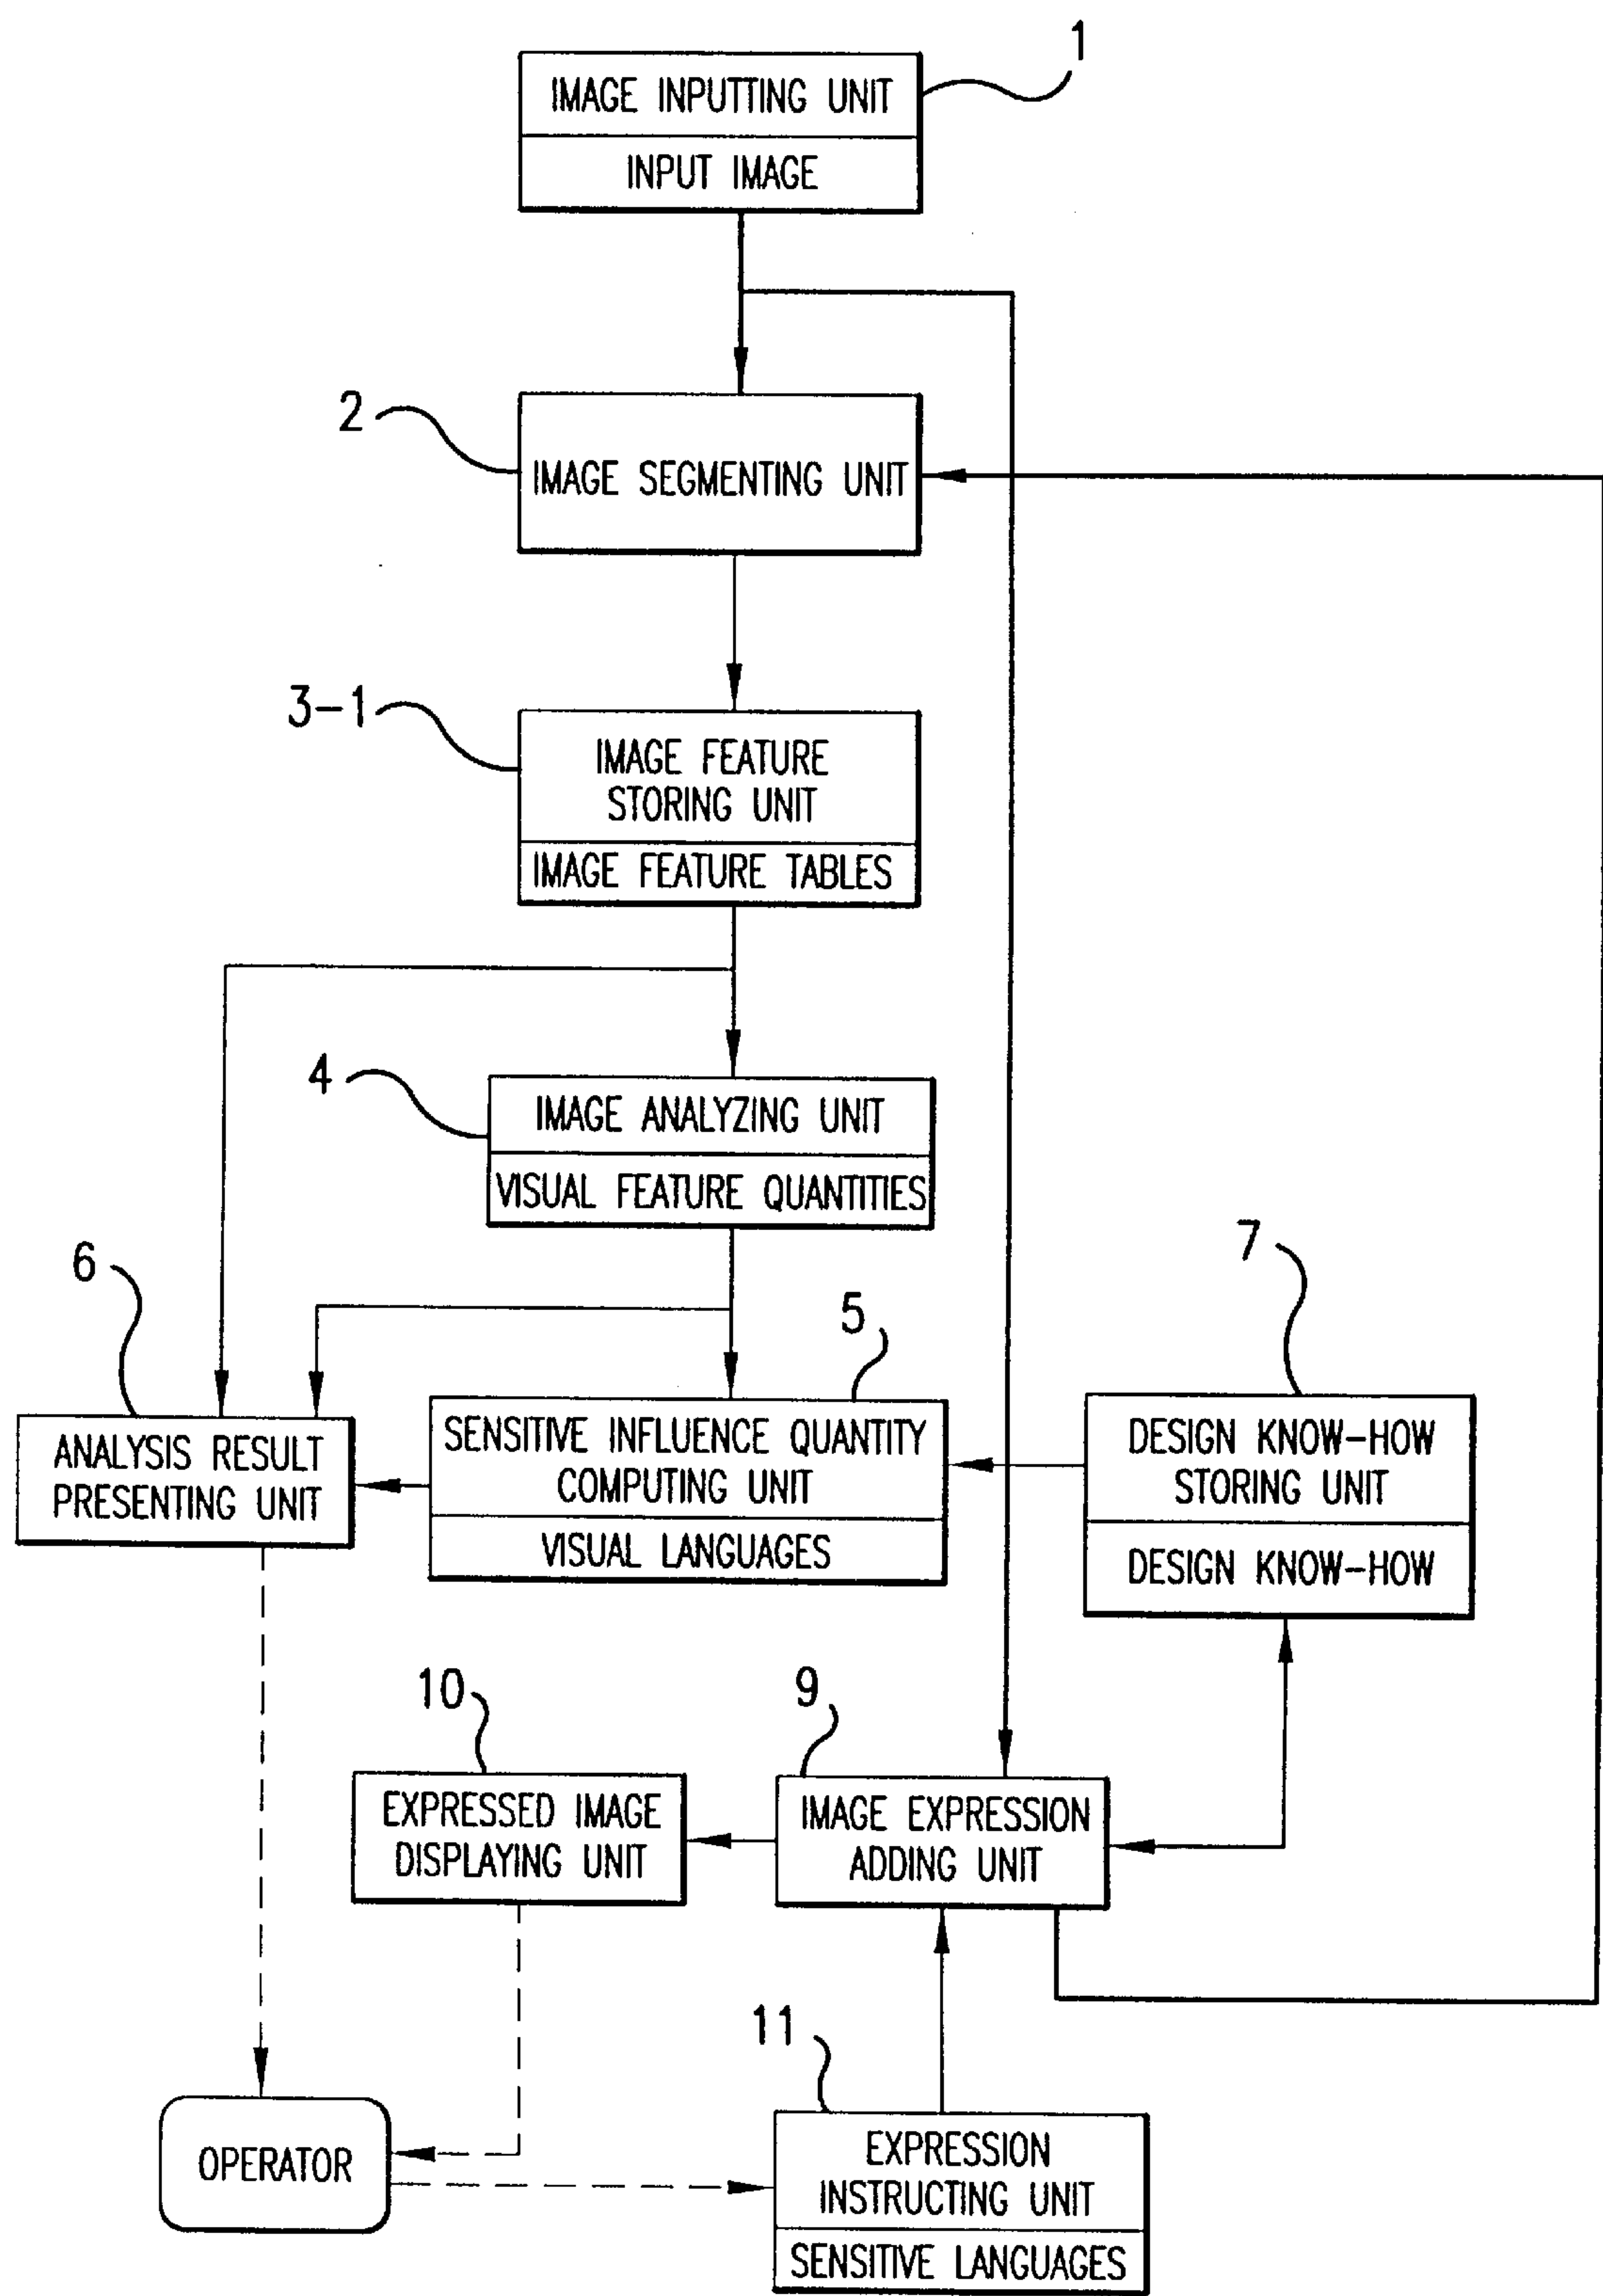 1
IMAGE INPUTTING UNIT
INPUT IMAGE
2
IMAGE SEGMENTING UNIT
3-1
IMAGE FEATURE
STORING UNIT
IMAGE FEATURE TABLES
4
IMAGE ANALYZING UNIT
VISUAL FEATURE QUANTITIES
6
ANALYSIS RESULT
PRESENTING UNIT
5
SENSITIVE INFLUENCE QUANTITY
COMPUTING UNIT
VISUAL LANGUAGES
7
DESIGN KNOW-HOW
STORING UNIT
DESIGN KNOW-HOW
10
EXPRESSED IMAGE
DISPLAYING UNIT
9
IMAGE EXPRESSION
ADDING UNIT
OPERATOR
11
EXPRESSION
INSTRUCTING UNIT
SENSITIVE LANGUAGES